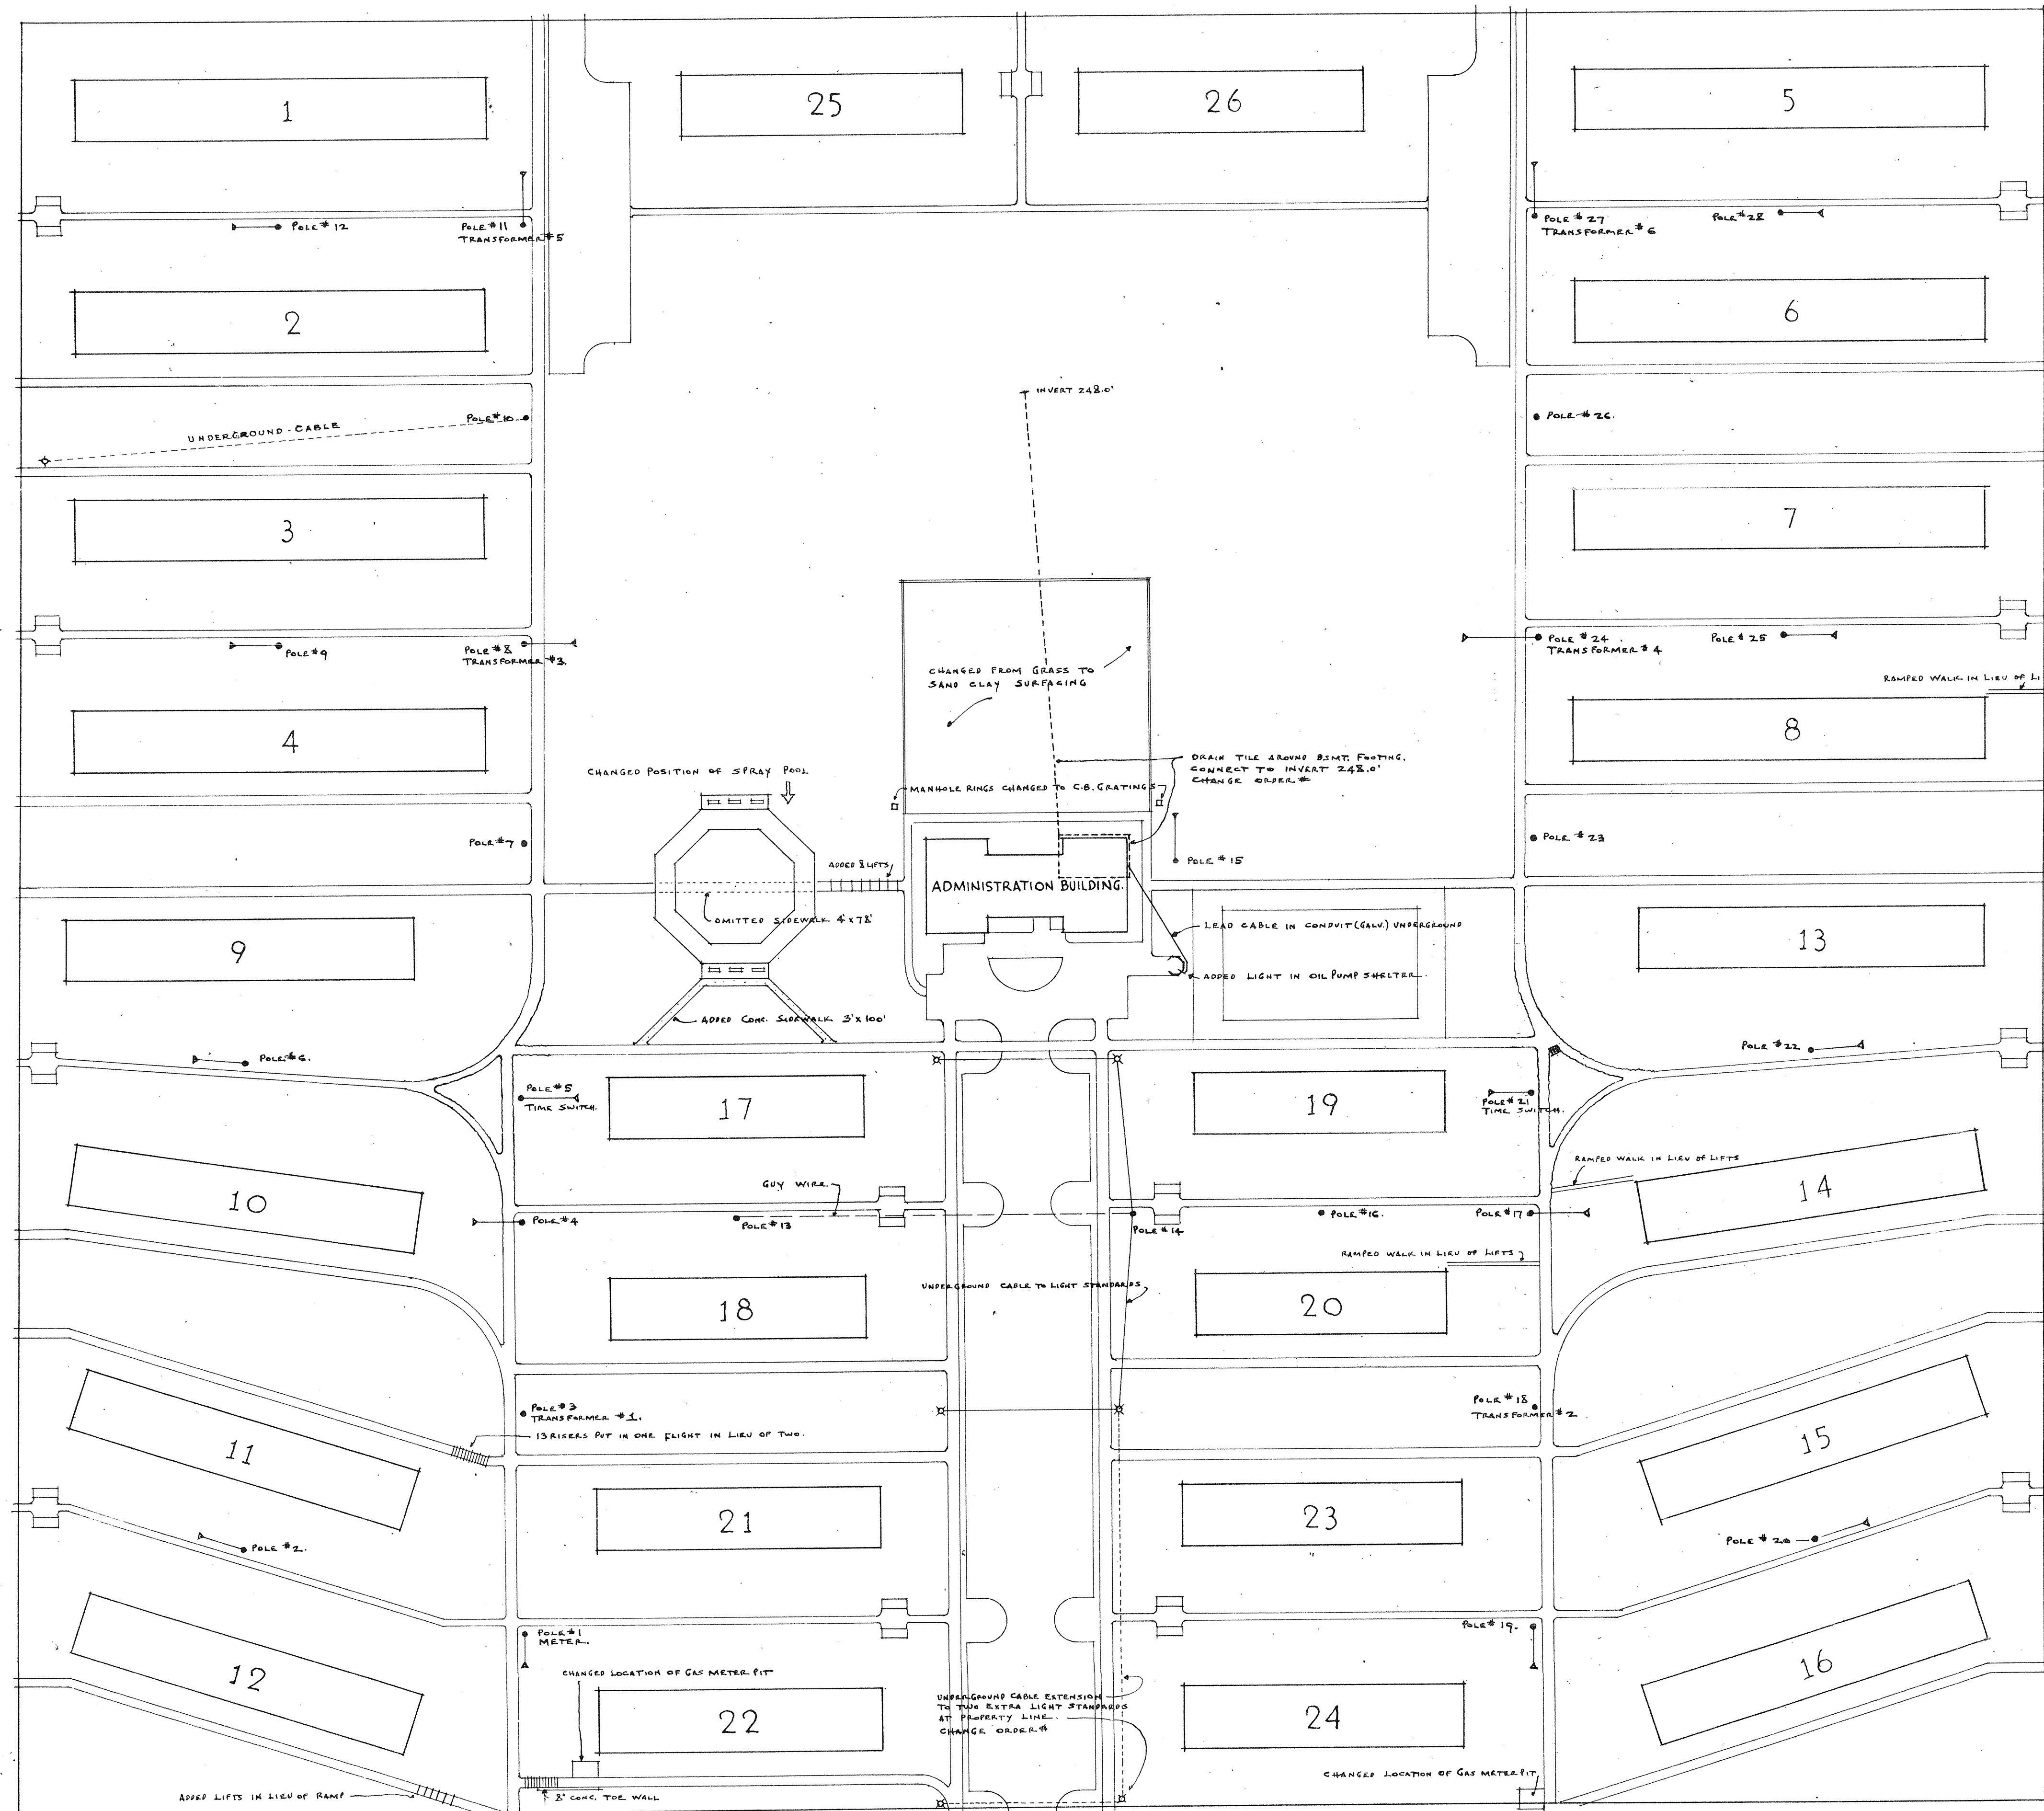 1
25
26
5
POLE # 12
POLE # 11
TRANSFORMER # 5
POLE # 27
TRANSFORMER # 6
POLE # 28
2
6
INVERT 248.0'
POLE # 10
UNDERGROUND CABLE
POLE # 26.
3
7
POLE # 9
POLE # 8
TRANSFORMER # 3.
CHANGED FROM GRASS TO
SAND CLAY SURFACING
POLE # 24
TRANSFORMER # 4
POLE # 25
RAMPED WALK IN LIEU OF LI
4
8
CHANGED POSITION OF SPRAY POOL
DRAIN TILE AROUND BSMT. FOOTING.
CONNECT TO INVERT 248.0'
CHANGE ORDER #
MANHOLE RINGS CHANGED TO C.B. GRATINGS
POLE # 7
ADDED 8 LIFTS
POLE # 15
POLE # 23
ADMINISTRATION BUILDING.
OMITTED SIDEWALK 4' x 78'
LEAD CABLE IN CONDUIT (GALV.) UNDERGROUND
9
13
ADDED LIGHT IN OIL PUMP SHELTER
ADDED CONC. SIDEWALK 3' x 100'
POLE # 6.
POLE # 22
POLE # 5
TIME SWITCH.
17
19
POLE # 21
TIME SWITCH.
RAMPED WALK IN LIEU OF LIFTS
GUY WIRE
10
14
POLE # 4
POLE # 13
POLE # 14
POLE # 16.
POLE # 17
RAMPED WALK IN LIEU OF LIFTS
UNDERGROUND CABLE TO LIGHT STANDARDS
18
20
POLE # 3
TRANSFORMER # 1.
POLE # 18
TRANSFORMER # 2
13 RISERS PUT IN ONE FLIGHT IN LIEU OF TWO.
11
15
21
23
POLE # 2.
POLE # 20
POLE # 1
METER.
POLE # 19.
CHANGED LOCATION OF GAS METER PIT
12
16
UNDERGROUND CABLE EXTENSION
TO TWO EXTRA LIGHT STANDARDS
AT PROPERTY LINE.
CHANGE ORDER #
22
24
CHANGED LOCATION OF GAS METER PIT
ADDED LIFTS IN LIEU OF RAMP
8" CONC. TOE WALL